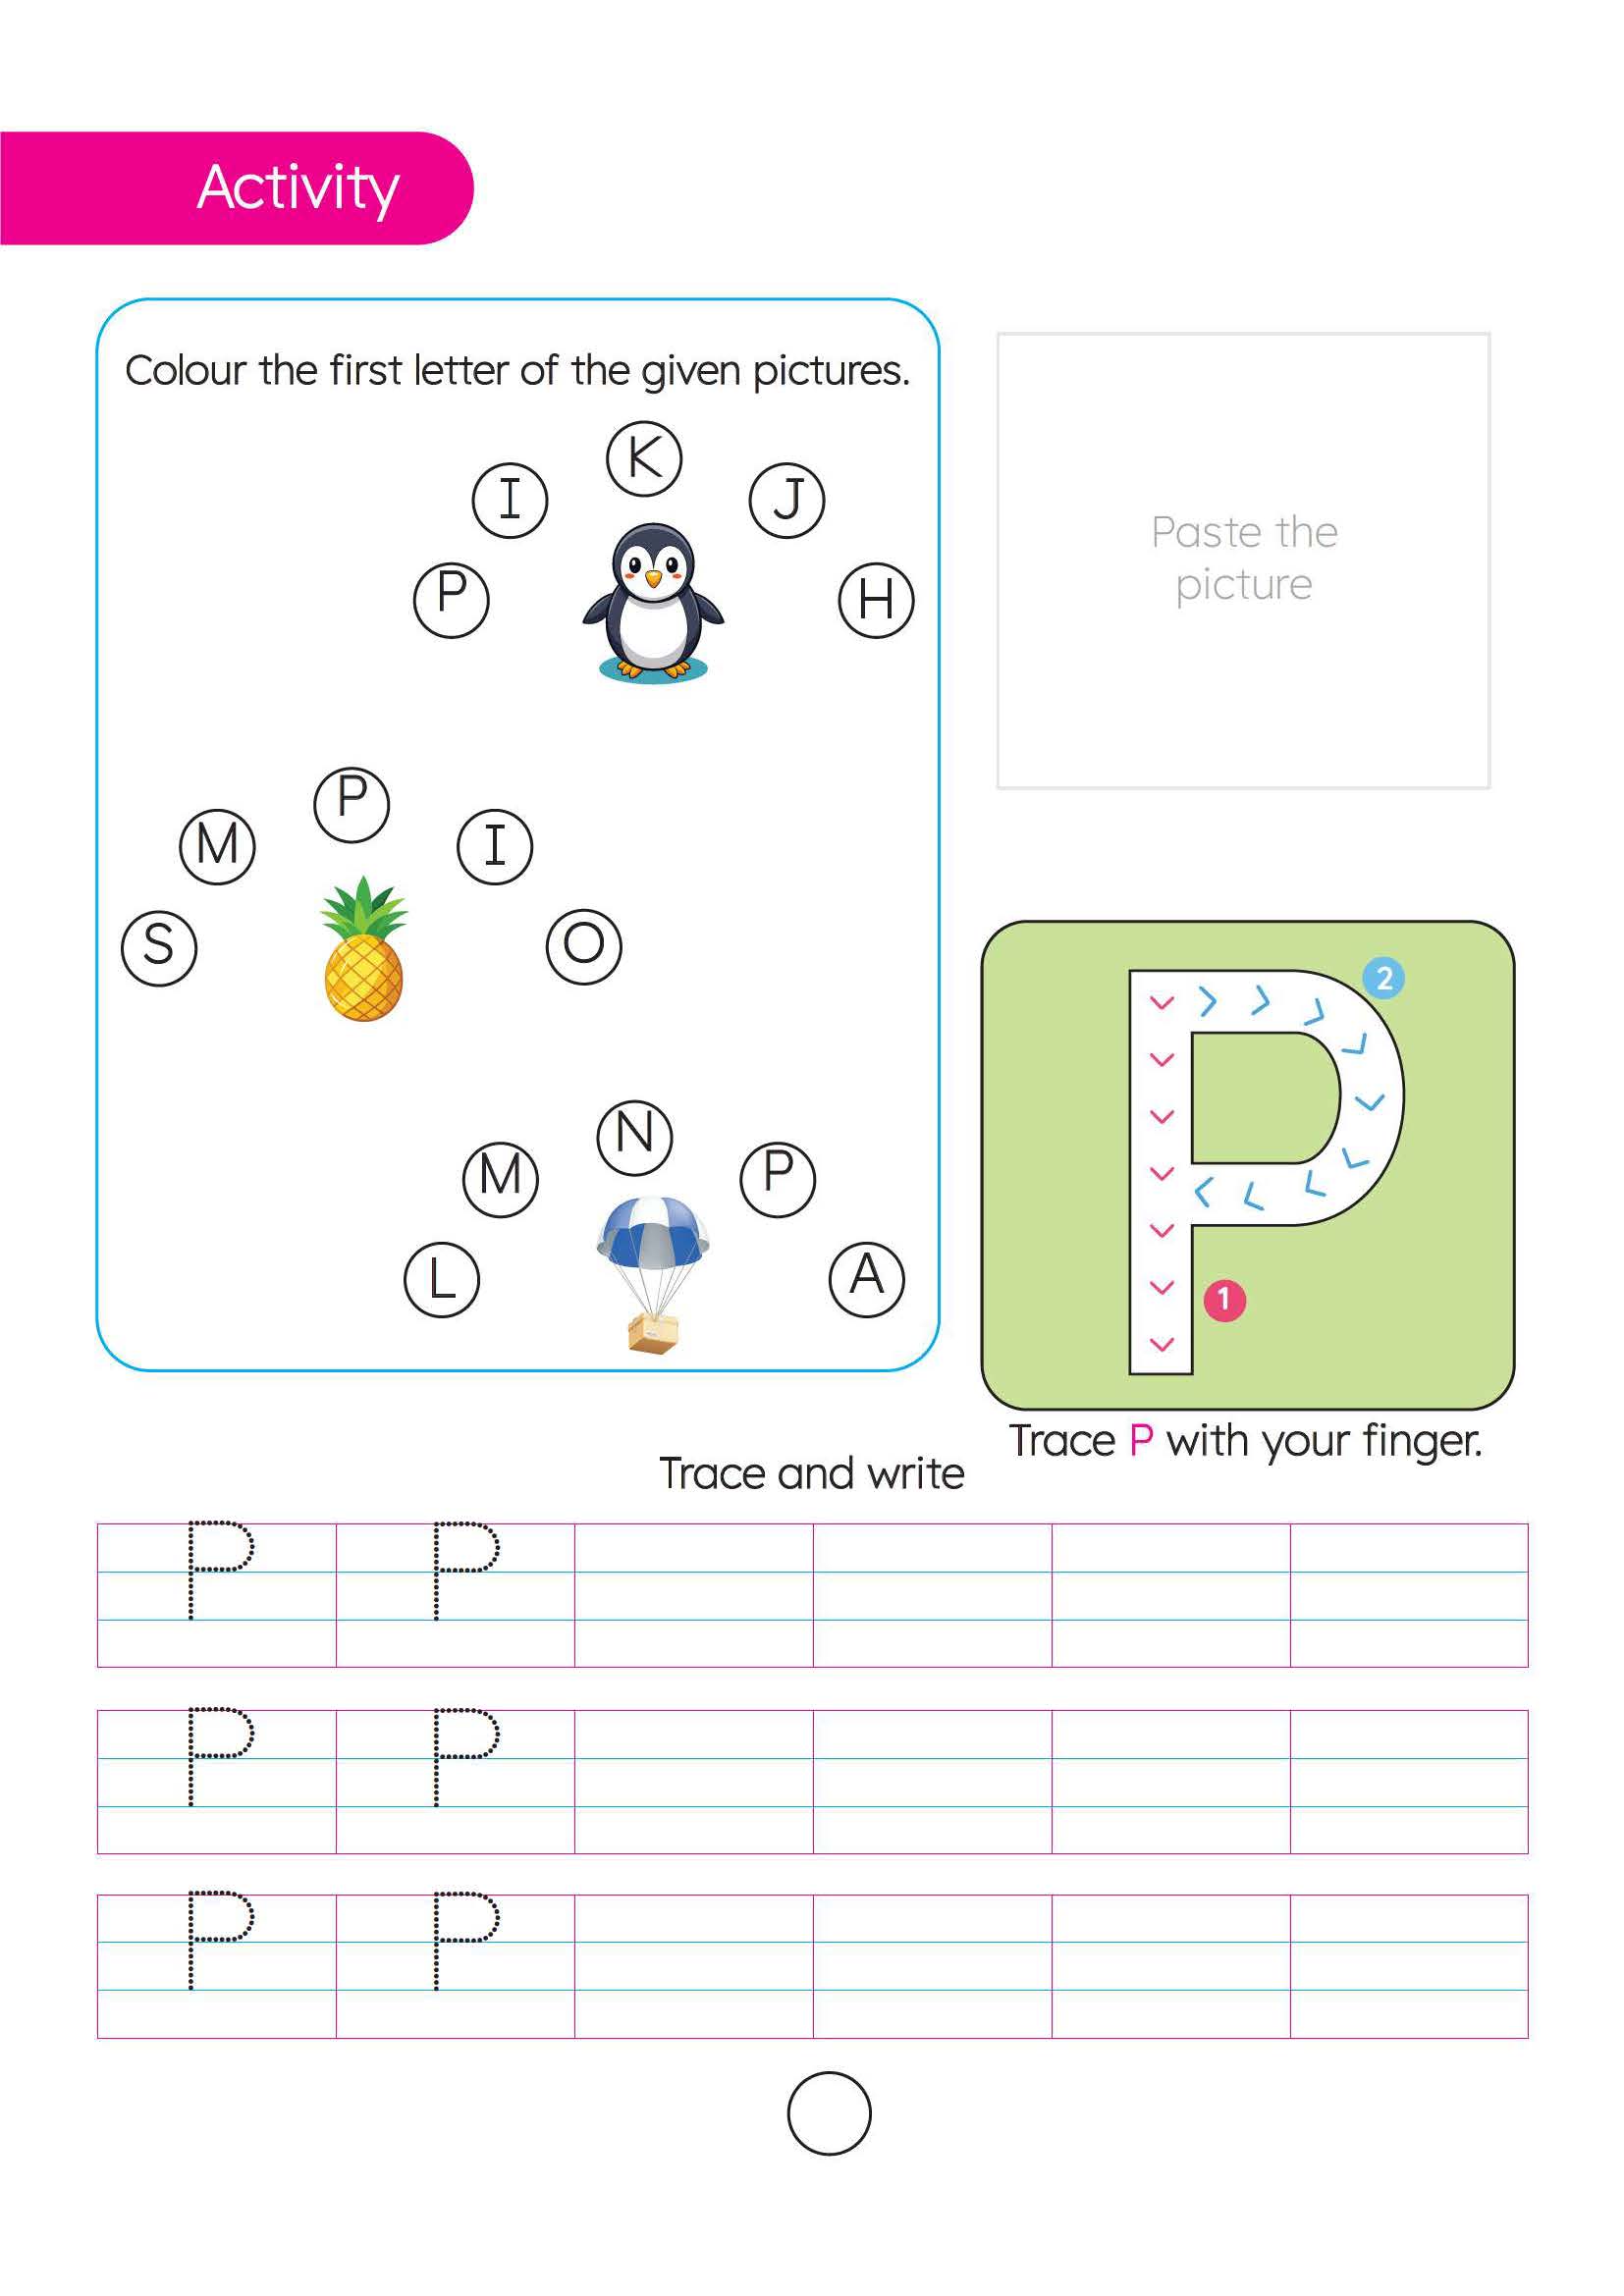 Activity
Colour the first letter of the given pictures.
K
I
J
P
H
P
M
I
S
O
N
M
P
L
A
Paste the
picture
2
1
Trace P with your finger.
Trace and write
P P
P P
P P